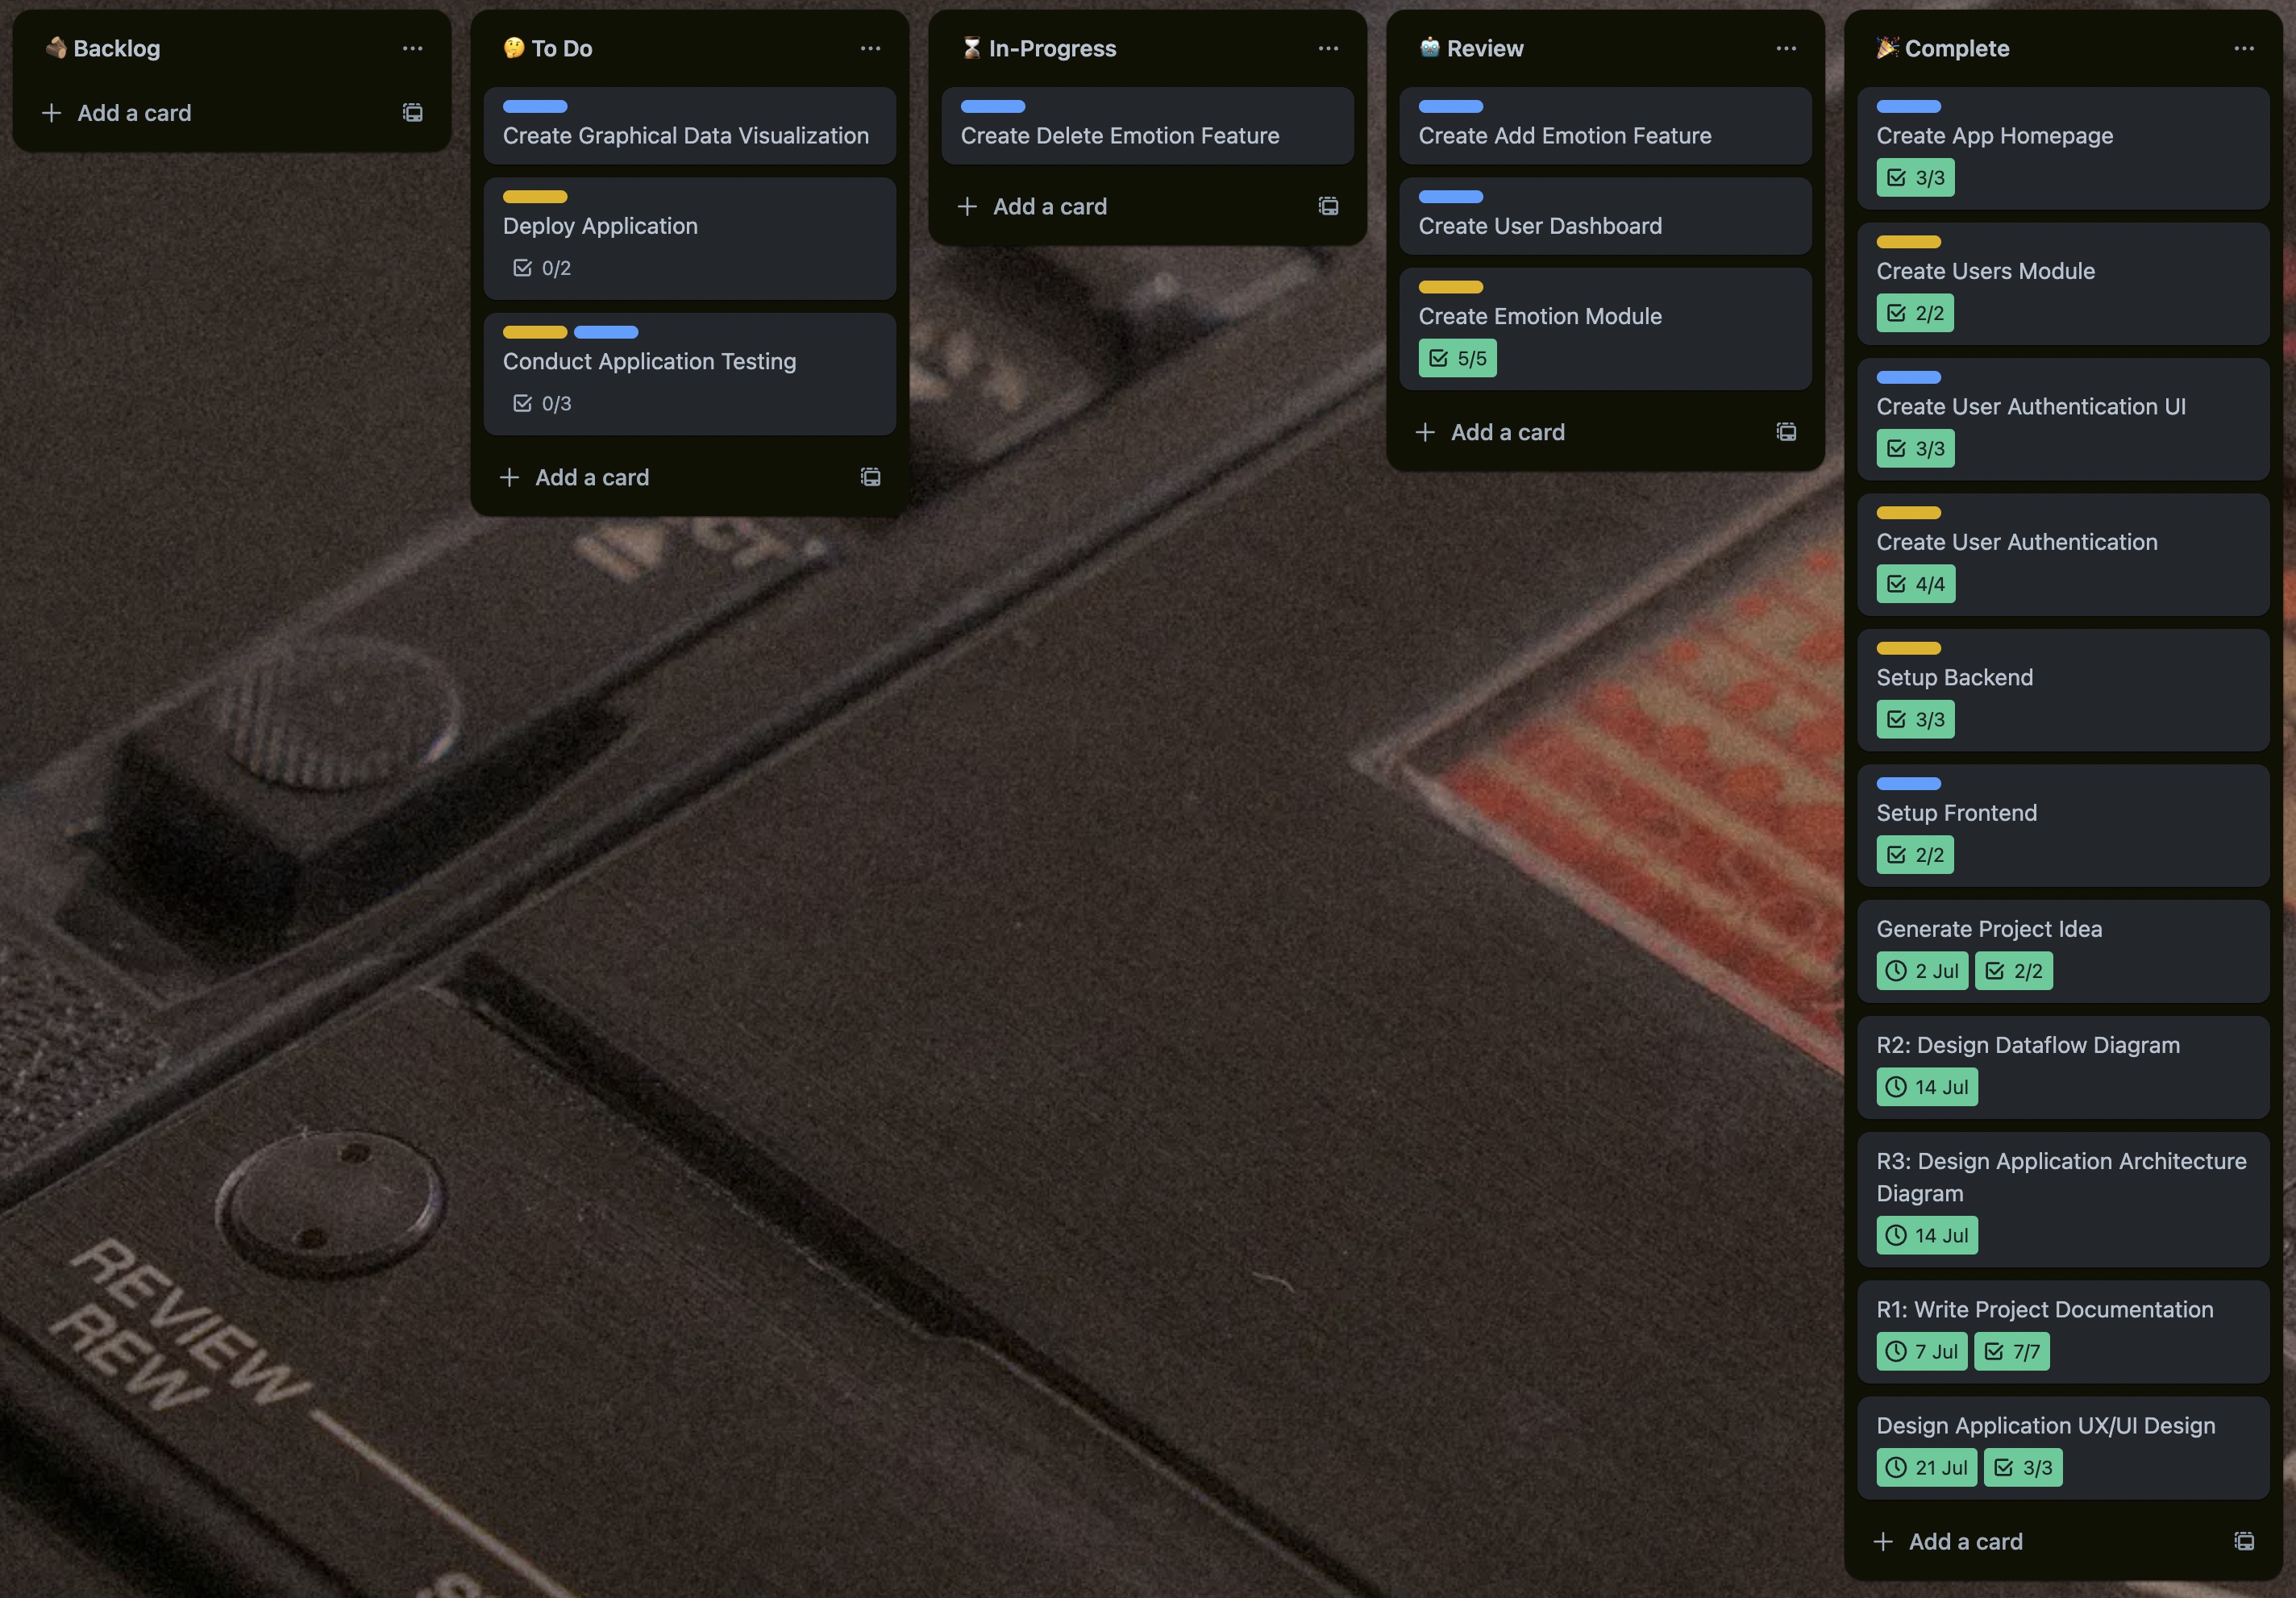 Backlog
Add a card
To Do
Create Graphical Data Visualization
Deploy Application
0/2
Conduct Application Testing
0/3
Add a card
In-Progress
Create Delete Emotion Feature
Add a card
Review
Create Add Emotion Feature
Create User Dashboard
Create Emotion Module
5/5
Add a card
Complete
Create App Homepage
3/3
Create Users Module
2/2
Create User Authentication UI
3/3
Create User Authentication
4/4
Setup Backend
3/3
Setup Frontend
2/2
Generate Project Idea
2 Jul 2/2
R2: Design Dataflow Diagram
14 Jul
R3: Design Application Architecture
Diagram
14 Jul
R1: Write Project Documentation
7 Jul 7/7
Design Application UX/UI Design
21 Jul 3/3
Add a card
REVIEW
REW